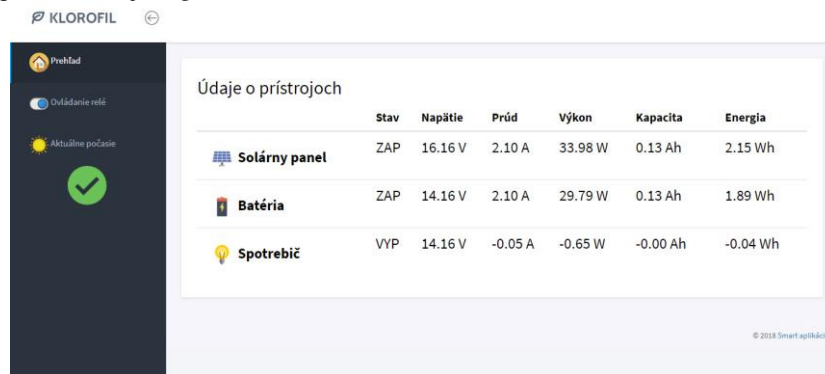 KLOROFIL
Prehľad
Ovládanie relé
Aktuálne počasie
Údaje o prístrojoch
Stav Napätie Prúd Výkon Kapacita Energia
Solárny panel ZAP 16.16 V 2.10 A 33.98 W 0.13 Ah 2.15 Wh
Batéria ZAP 14.16 V 2.10 A 29.79 W 0.13 Ah 1.89 Wh
Spotrebič VYP 14.16 V -0.05 A -0.65 W -0.00 Ah -0.04 Wh
© 2018 Smart aplikáci